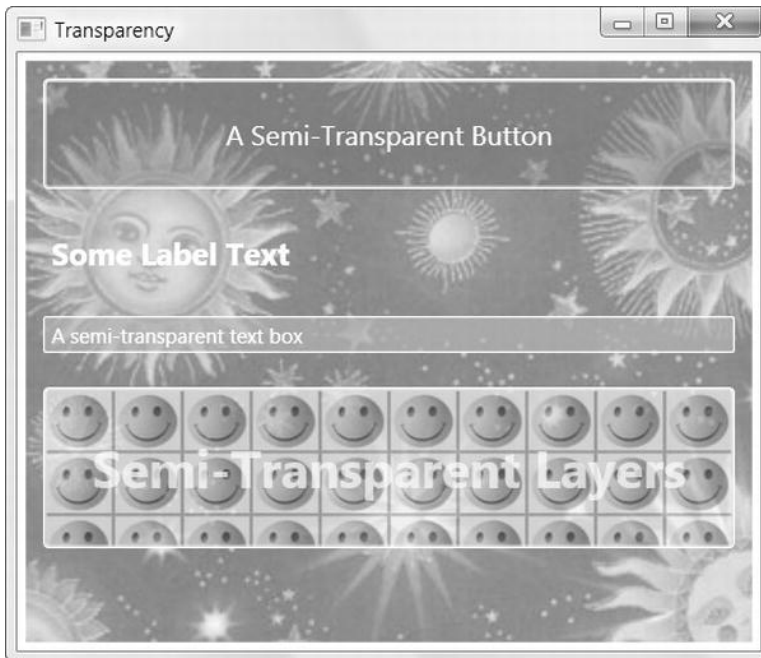 Transparency
A Semi-Transparent Button
Some Label Text
A semi-transparent text box
Semi-Transparent Layers